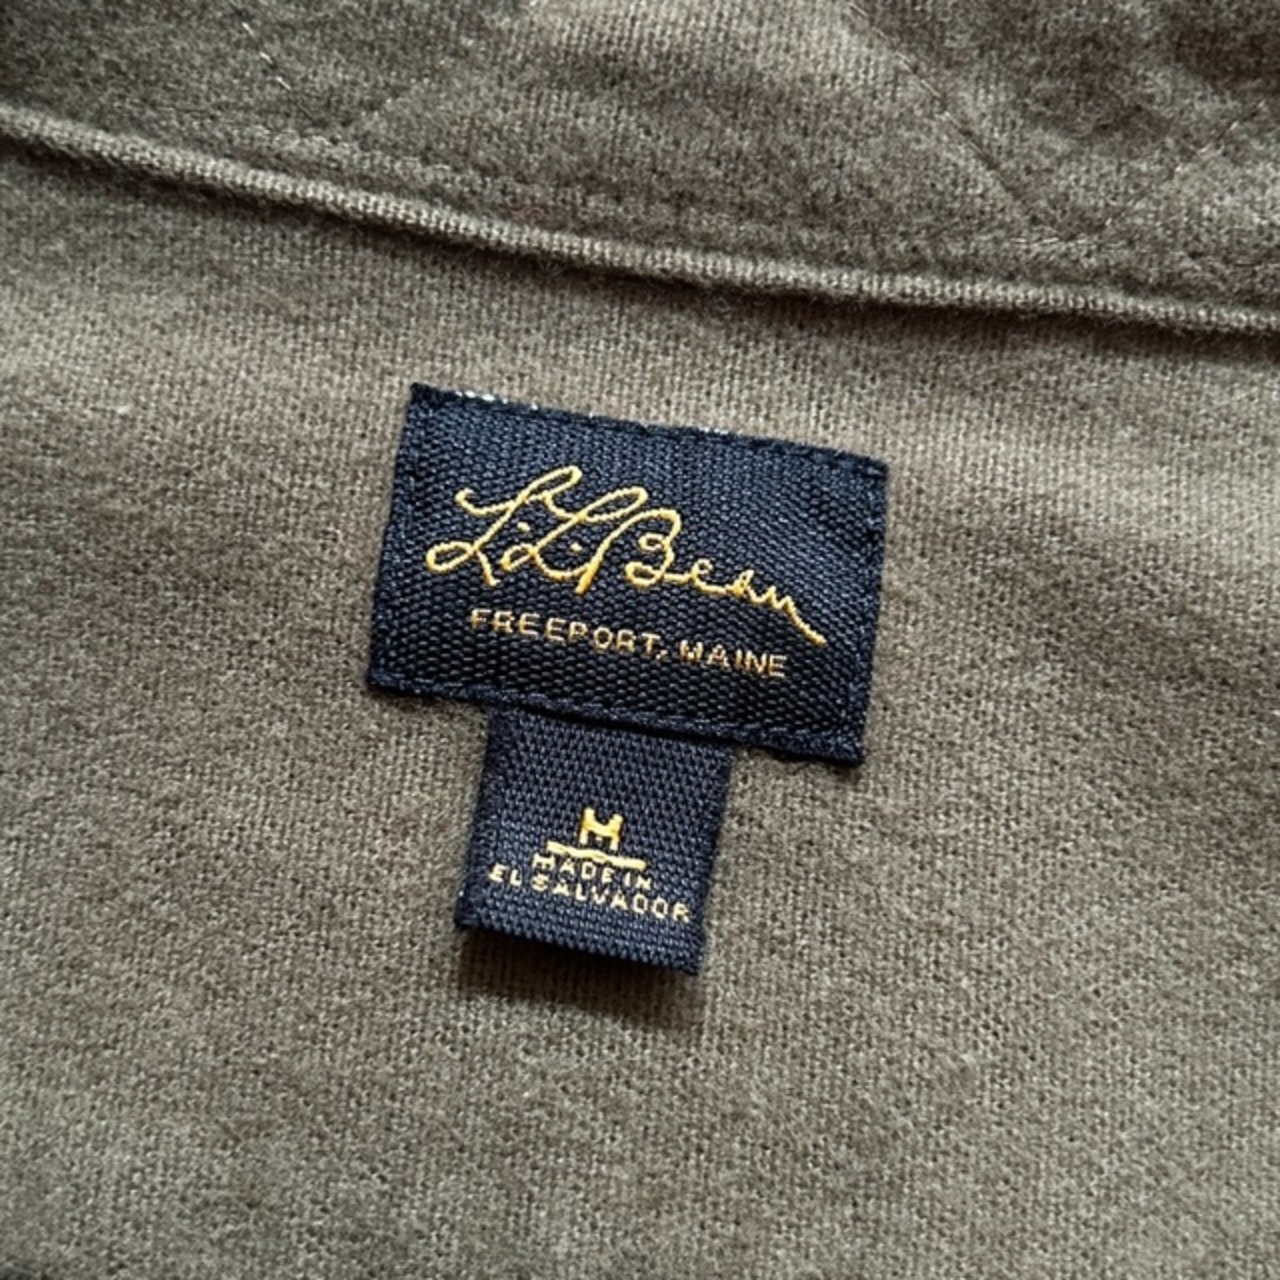 L.L.Bean
FREEPORT, MAINE
M
MADE IN
EL SALVADOR